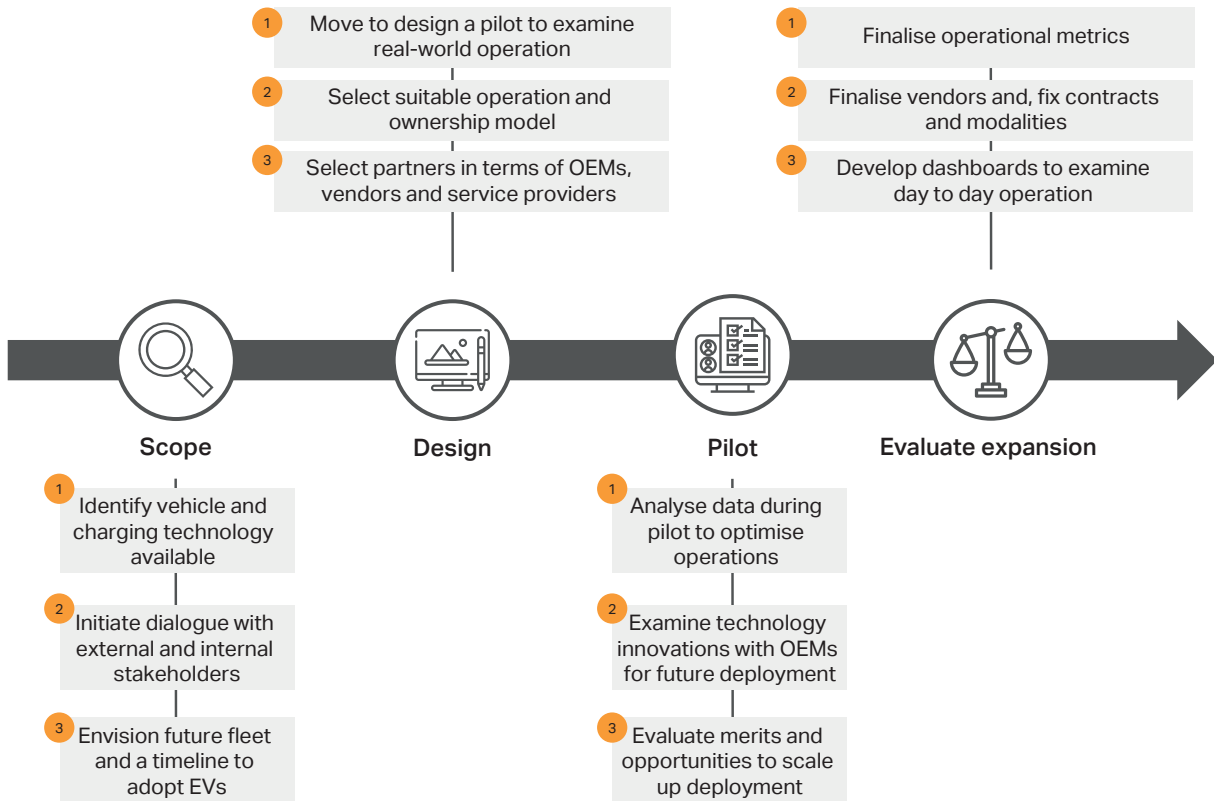 1
Move to design a pilot to examine
real-world operation
2
Select suitable operation and
ownership model
3
Select partners in terms of OEMs,
vendors and service providers
1
Finalise operational metrics
2
Finalise vendors and, fix contracts
and modalities
3
Develop dashboards to examine
day to day operation
Scope
Design
Pilot
Evaluate expansion
1
Identify vehicle and
charging technology
available
2
Initiate dialogue with
external and internal
stakeholders
3
Envision future fleet
and a timeline to
adopt EVs
1
Analyse data during
pilot to optimise
operations
2
Examine technology
innovations with OEMs
for future deployment
3
Evaluate merits and
opportunities to scale
up deployment